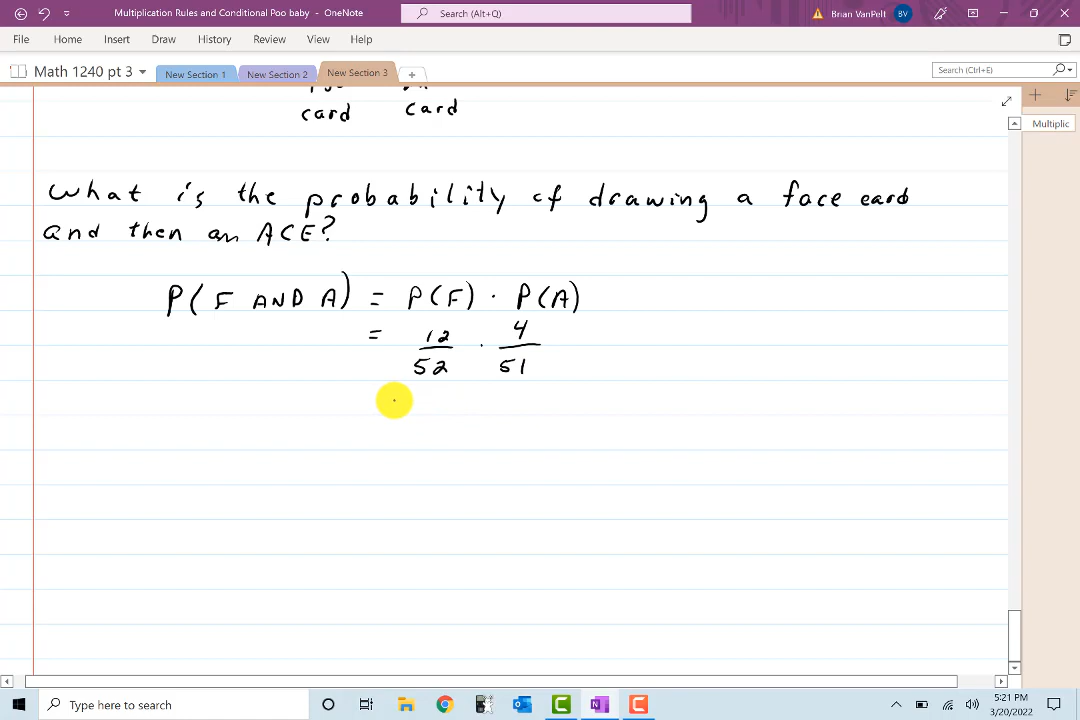 Multiplication Rules and Conditional Poo baby - OneNote
Search (Alt+Q)
Brian VanPelt
BV
File Home Insert Draw History Review View Help
Math 1240 pt 3
New Section 1
New Section 2
New Section 3
Search (Ctrl+E)
Multiplic
card card
What is the probability of drawing a face card
and then an ACE?
P(F AND A) = P(F) · P(A)
= 12/52 · 4/51
Type here to search
5:21 PM
3/20/2022